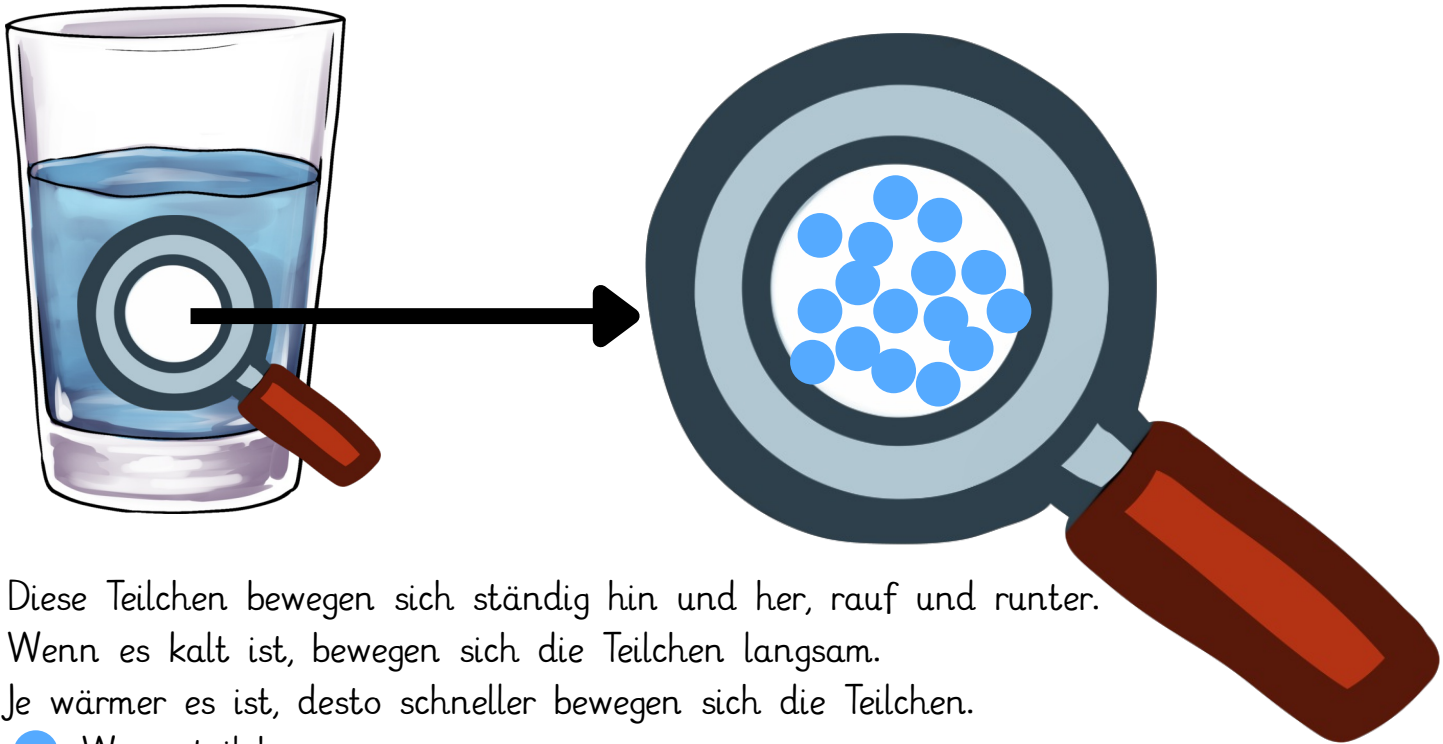 Diese Teilchen bewegen sich ständig hin und her, rauf und runter.
Wenn es kalt ist, bewegen sich die Teilchen langsam.
Je wärmer es ist, desto schneller bewegen sich die Teilchen.